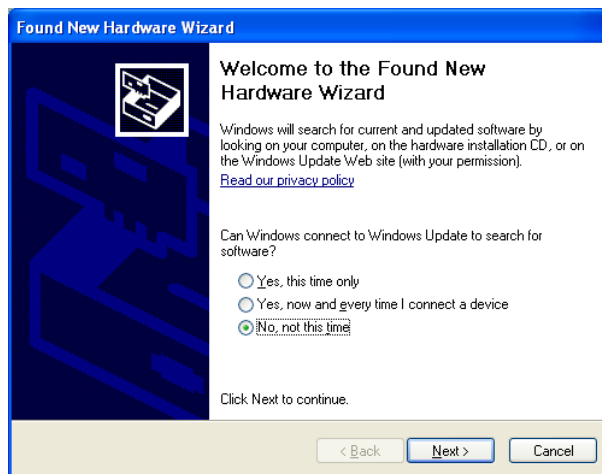 Found New Hardware Wizard
Welcome to the Found New
Hardware Wizard
Windows will search for current and updated software by
looking on your computer, on the hardware installation CD, or on
the Windows Update Web site (with your permission).
Read our privacy policy
Can Windows connect to Windows Update to search for
software?
Yes, this time only
Yes, now and every time I connect a device
No, not this time
Click Next to continue.
< Back Next > Cancel